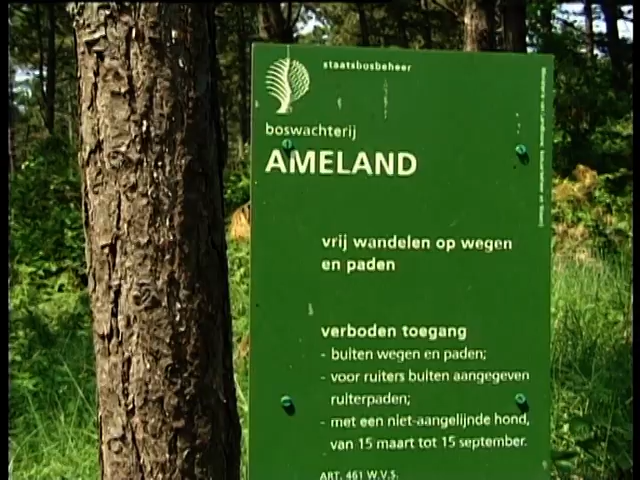 staatsbosbeheer
boswachterij
AMELAND
vrij wandelen op wegen
en paden
verboden toegang
- buiten wegen en paden;
- voor ruiters buiten aangegeven
ruiterpaden;
- met een niet-aangelijnde hond,
van 15 maart tot 15 september.
ART. 461 W.V.S.